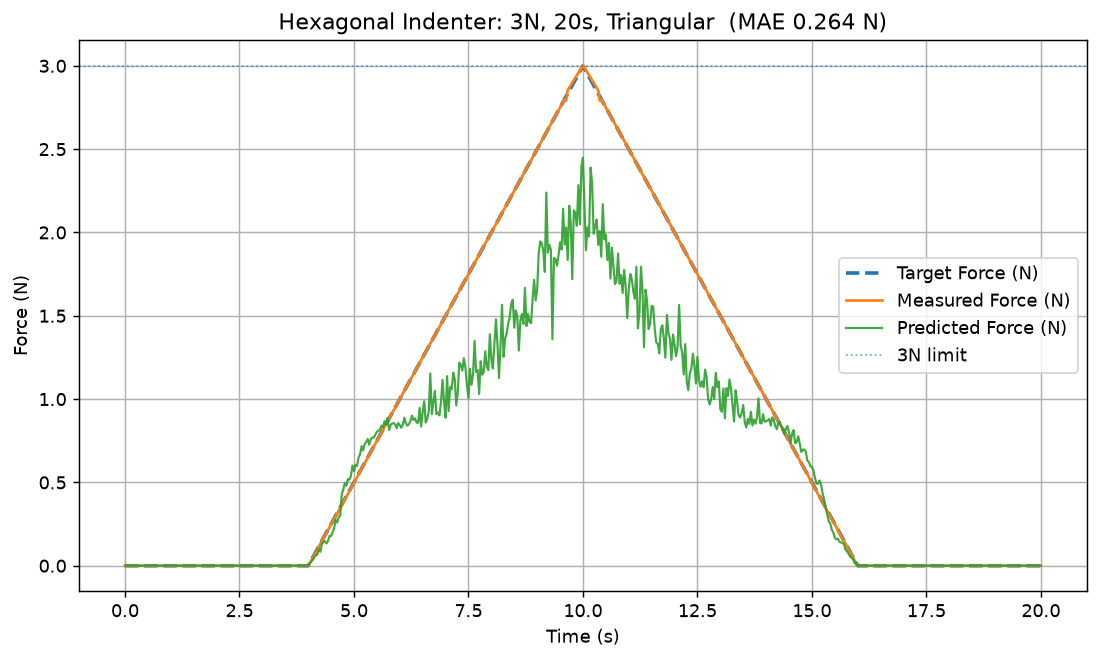 Hexagonal Indenter: 3N, 20s, Triangular (MAE 0.264 N)
Force (N)
3.0
2.5
2.0
1.5
1.0
0.5
0.0
Target Force (N)
Measured Force (N)
Predicted Force (N)
3N limit
0.0 2.5 5.0 7.5 10.0 12.5 15.0 17.5 20.0
Time (s)